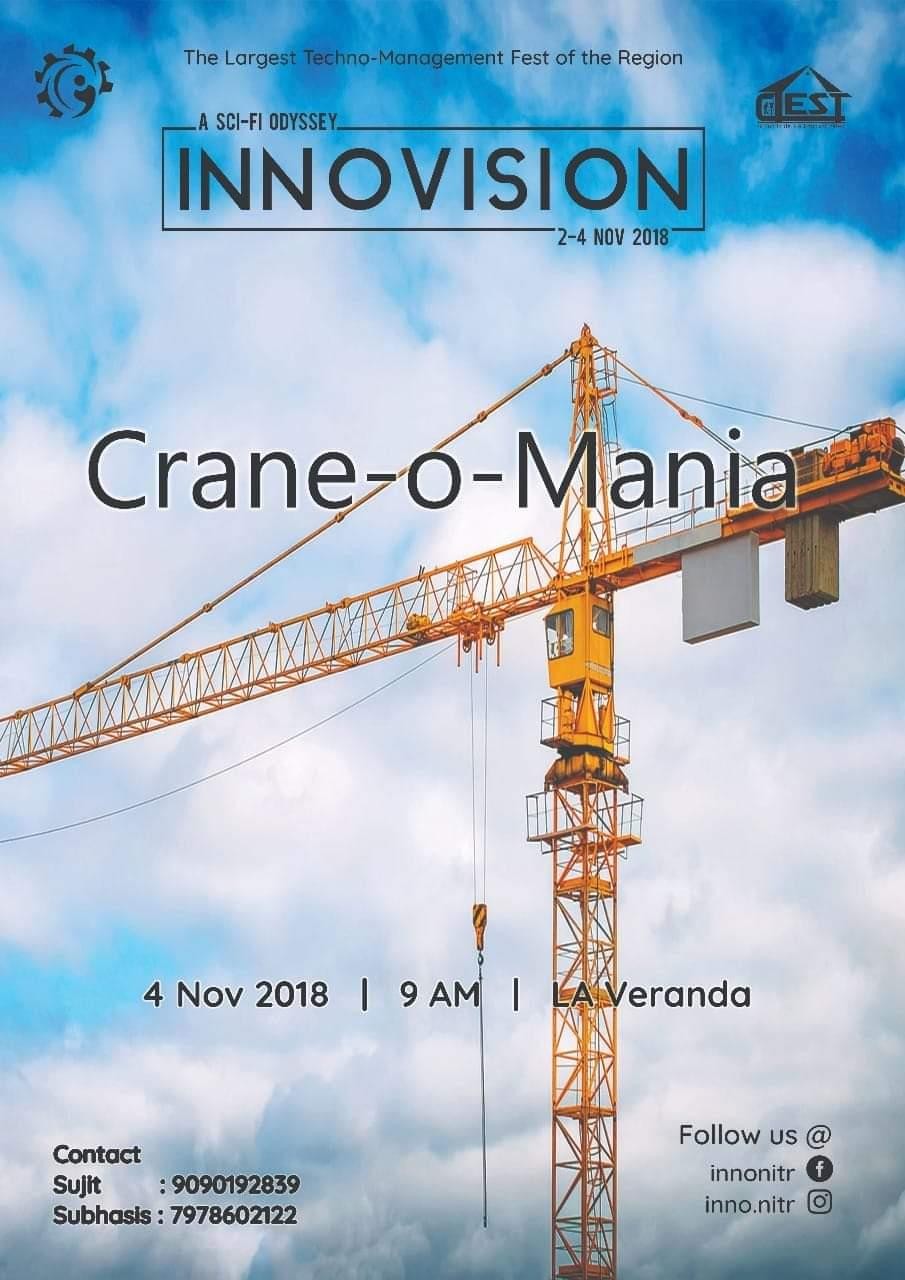 The Largest Techno-Management Fest of the Region
A SCI-FI ODYSSEY
INNOVISION
2-4 NOV 2018
Crane-o-Mania
4 Nov 2018 | 9 AM | LA Veranda
Contact
Sujit : 9090192839
Subhasis : 7978602122
Follow us @
innonitr
inno.nitr